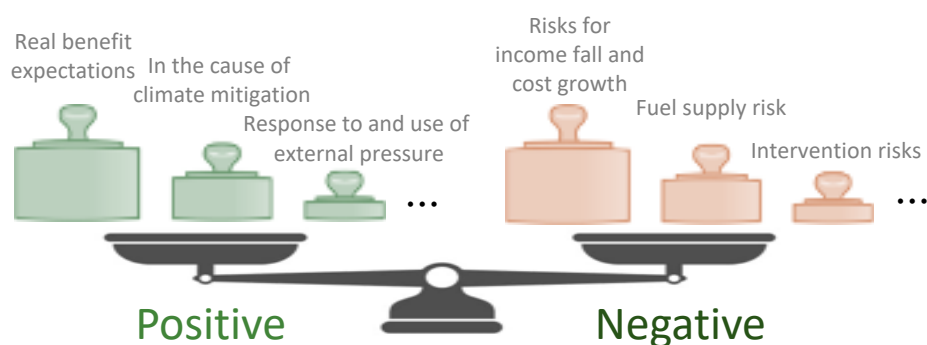 Real benefit
expectations
In the cause of
climate mitigation
Response to and use of
external pressure
...
Risks for
income fall and
cost growth
Fuel supply risk
Intervention risks
...
Positive
Negative